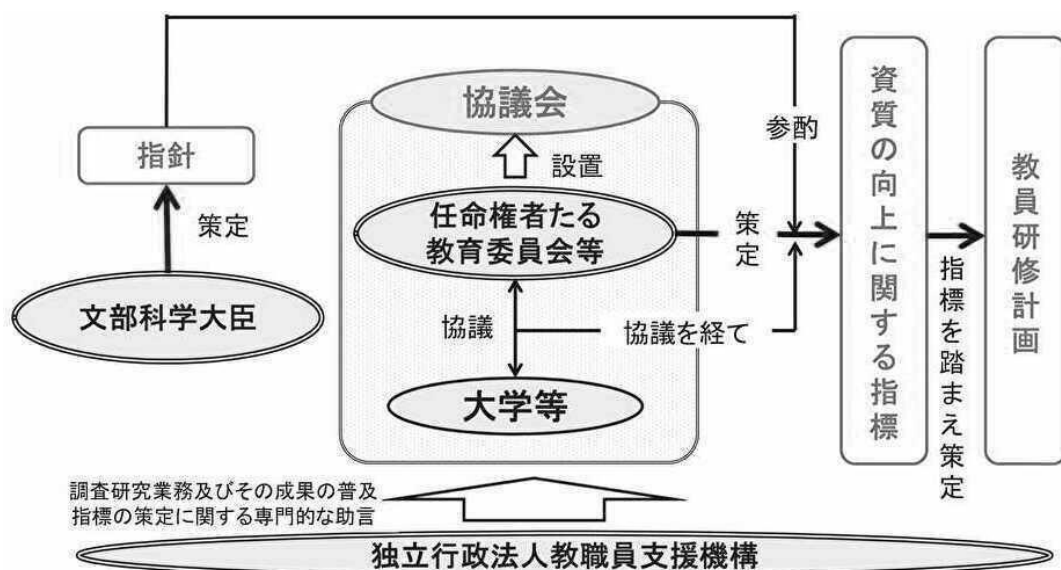 協議会
指針
設置
参酌
任命権者たる
教育委員会等
策定
策定
文部科学大臣
協議
協議を経て
大学等
資質の向上に関する指標
指標を踏まえ策定
教員研修計画
調査研究業務及びその成果の普及
指標の策定に関する専門的な助言
独立行政法人教職員支援機構